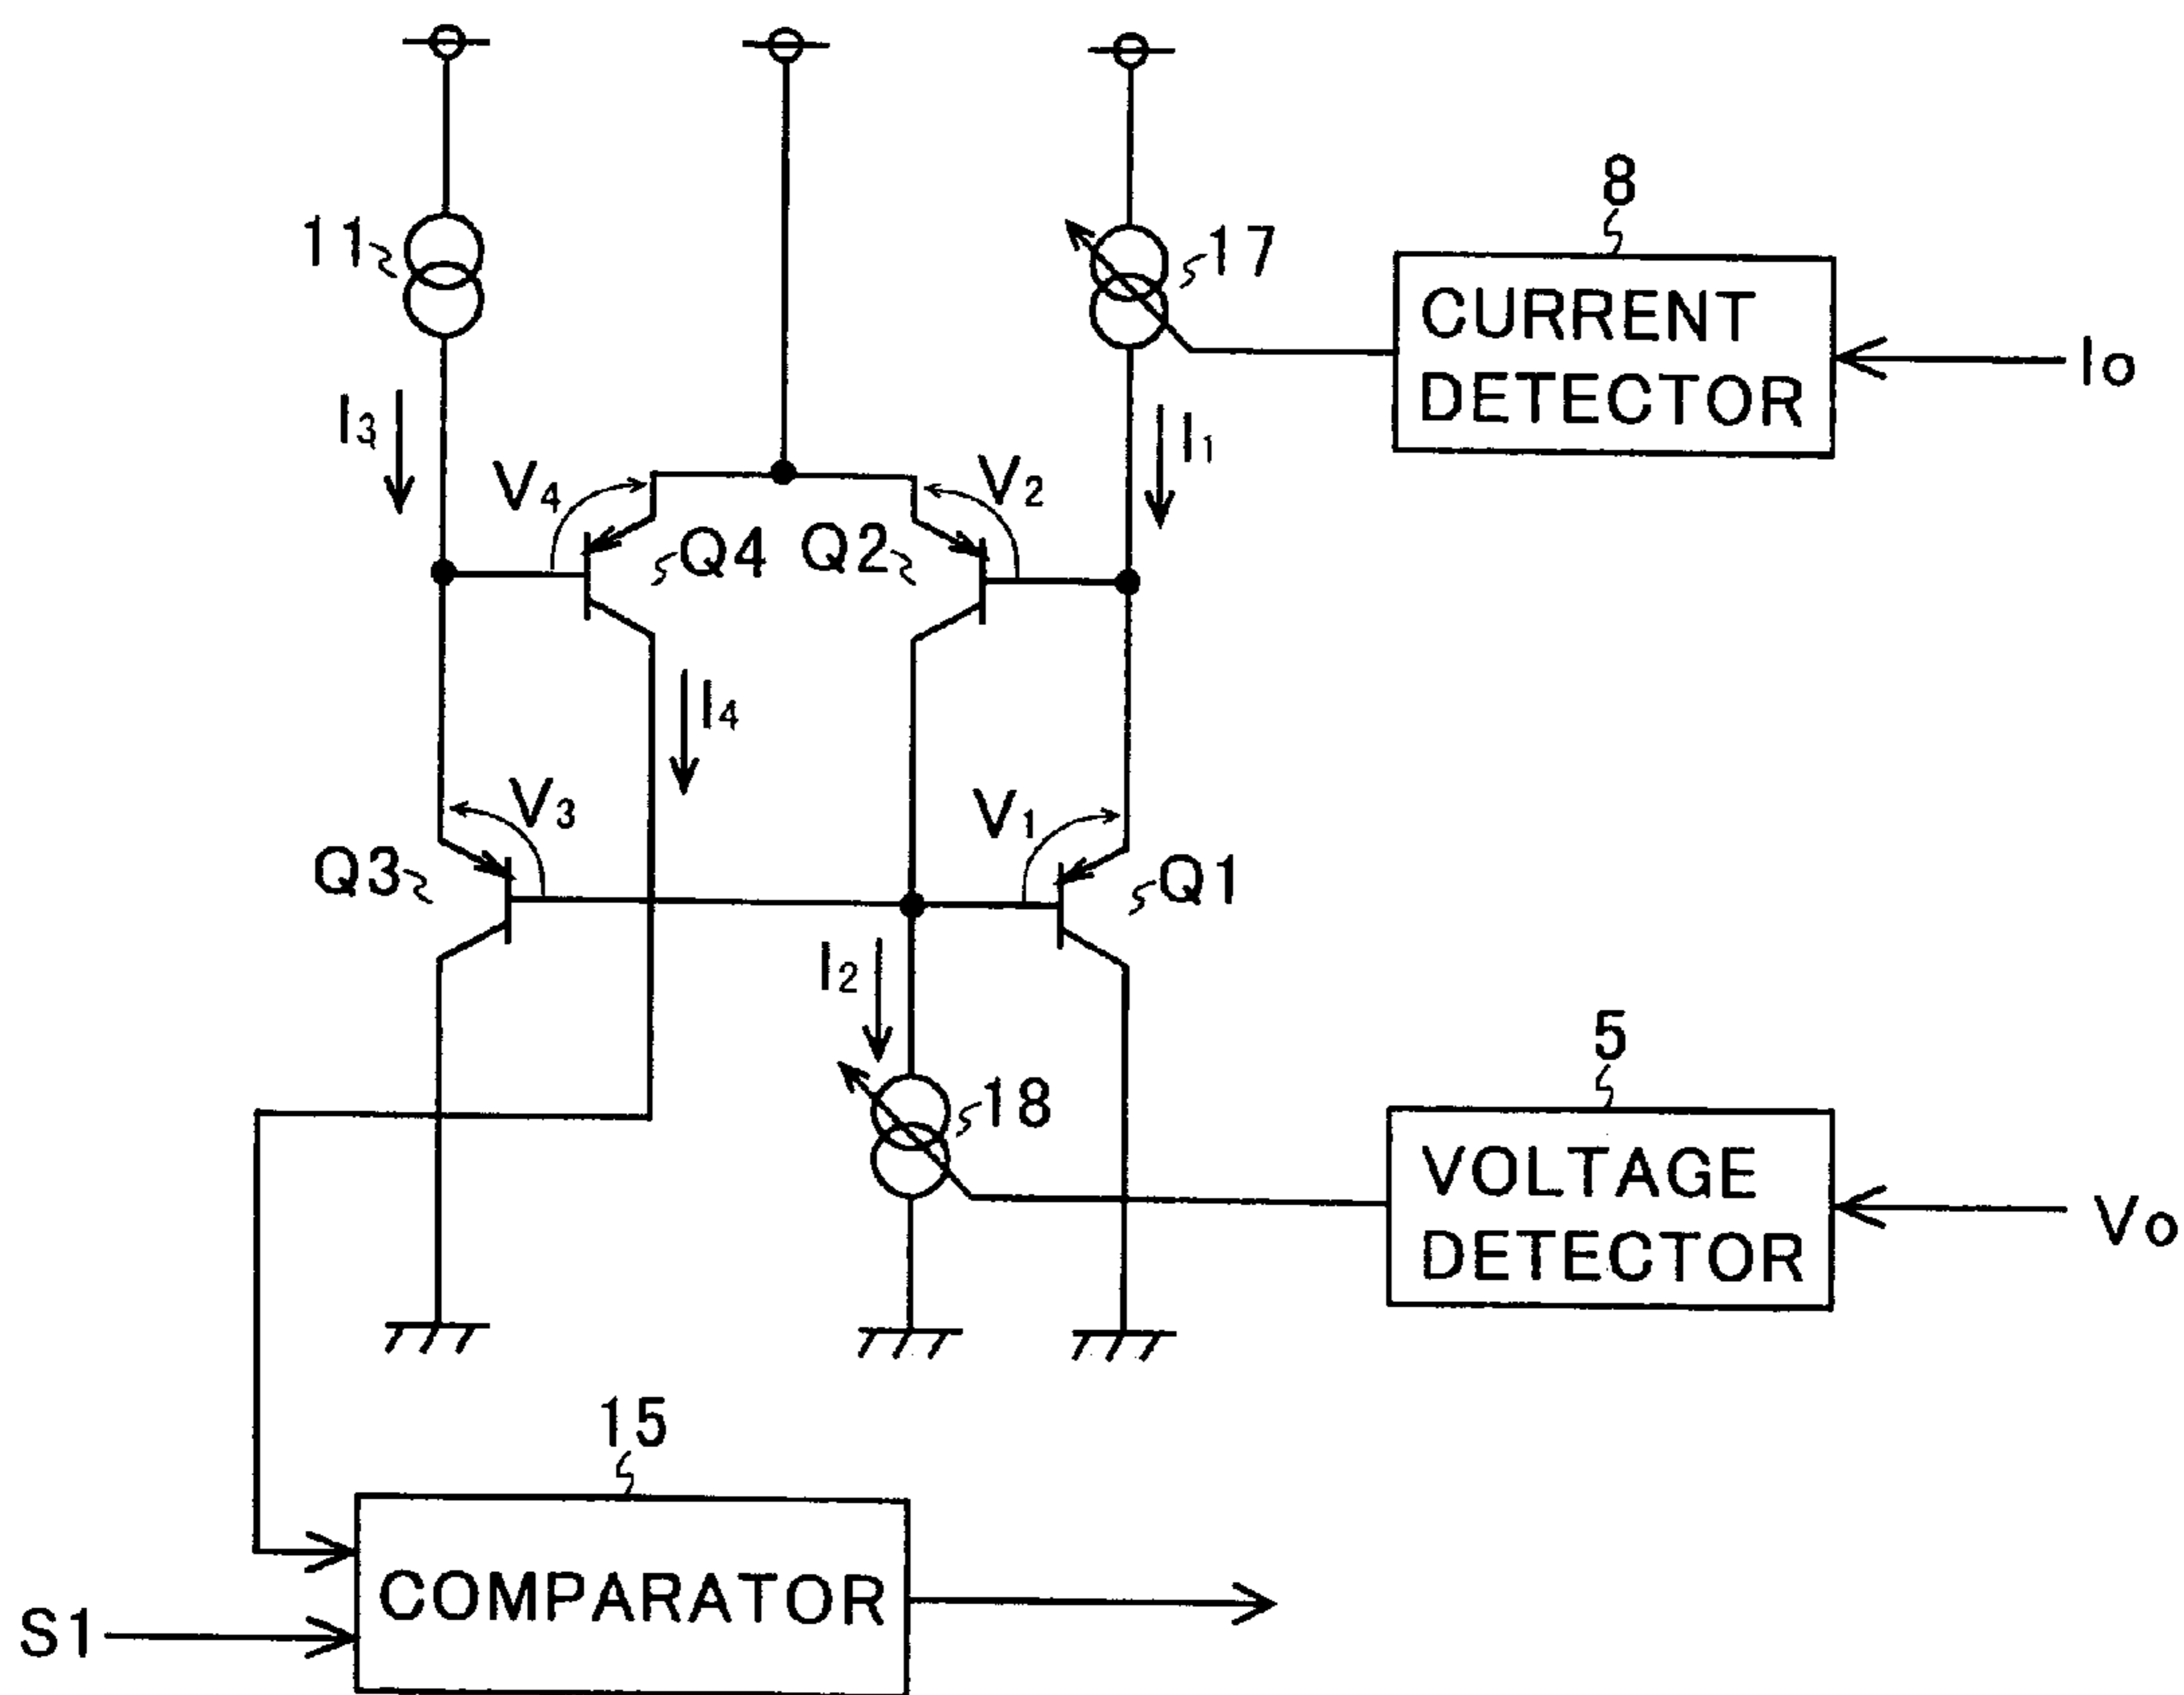 8
11
17
CURRENT
DETECTOR
Io
I3
I1
V4
V2
Q4
Q2
I4
V3
V1
Q3
Q1
I2
18
5
VOLTAGE
DETECTOR
Vo
15
COMPARATOR
S1